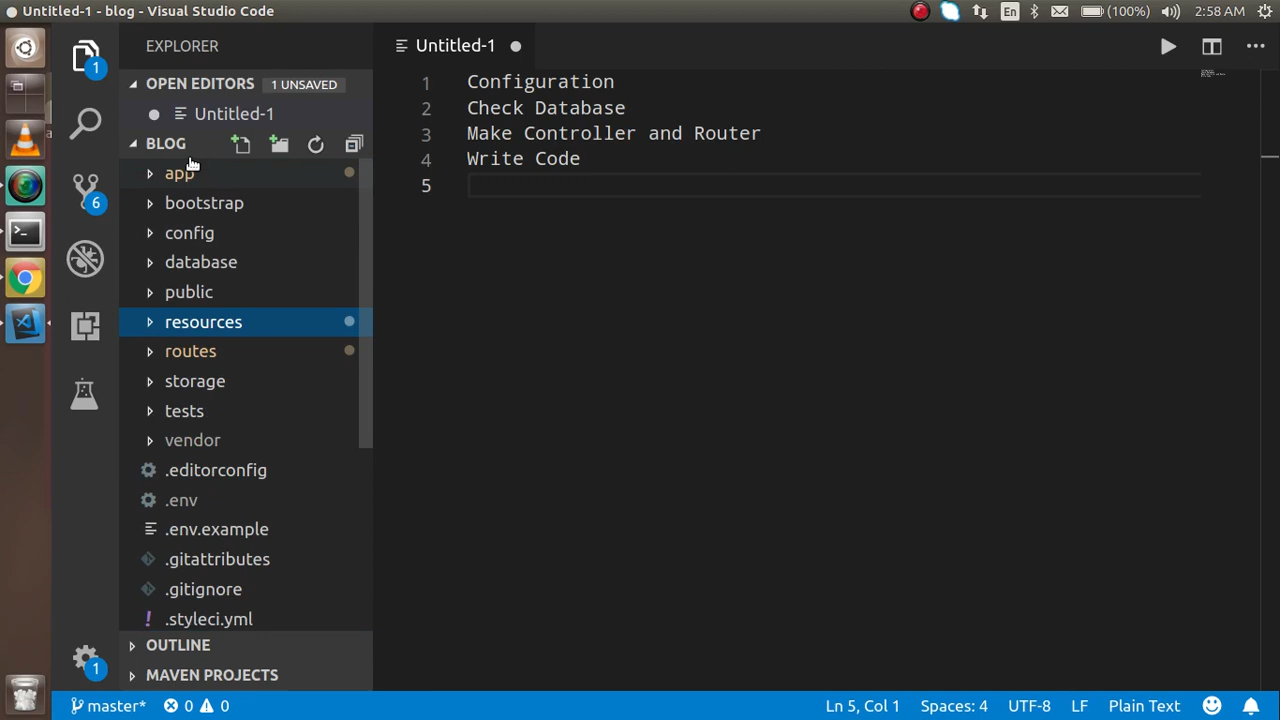 Untitled-1 - blog - Visual Studio Code
En
(100%)
2:58 AM
EXPLORER
1
OPEN EDITORS 1 UNSAVED
Untitled-1
BLOG
app
bootstrap
6
config
database
public
resources
routes
storage
tests
vendor
.editorconfig
.env
.env.example
.gitattributes
.gitignore
.styleci.yml
OUTLINE
1
MAVEN PROJECTS
Untitled-1
1 Configuration
2 Check Database
3 Make Controller and Router
4 Write Code
5
master* 0 0
Ln 5, Col 1 Spaces: 4 UTF-8 LF Plain Text